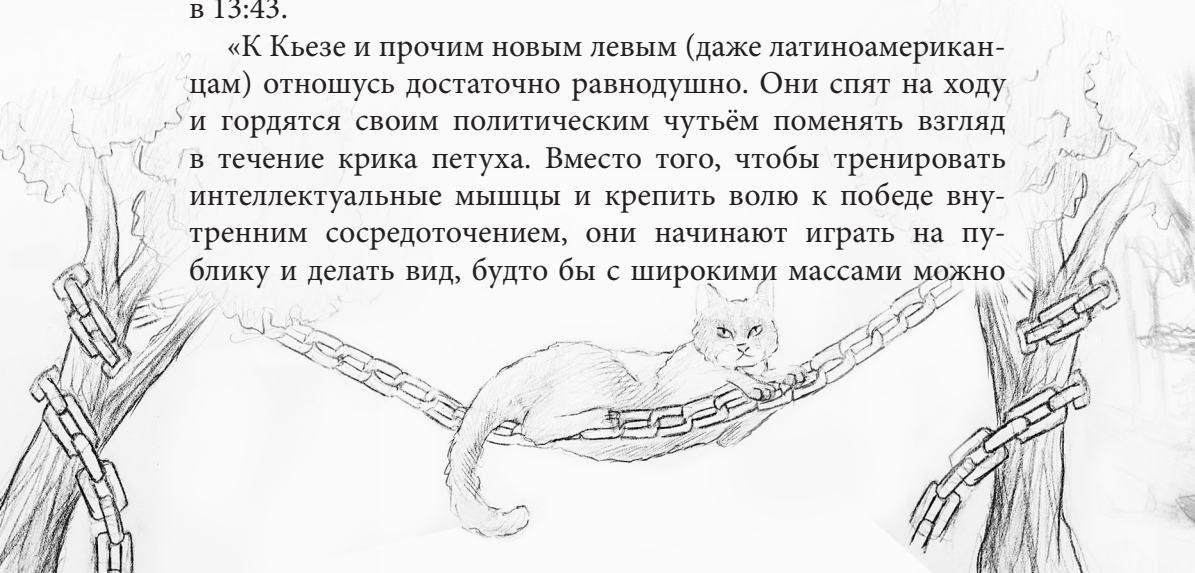 в 13:43.
«К Кьезе и прочим новым левым (даже латиноамерикан-
цам) отношусь достаточно равнодушно. Они спят на ходу
и гордятся своим политическим чутьём поменять взгляд
в течение крика петуха. Вместо того, чтобы тренировать
интеллектуальные мышцы и крепить волю к победе вну-
тренним сосредоточением, они начинают играть на пу-
блику и делать вид, будто бы с широкими массами можно